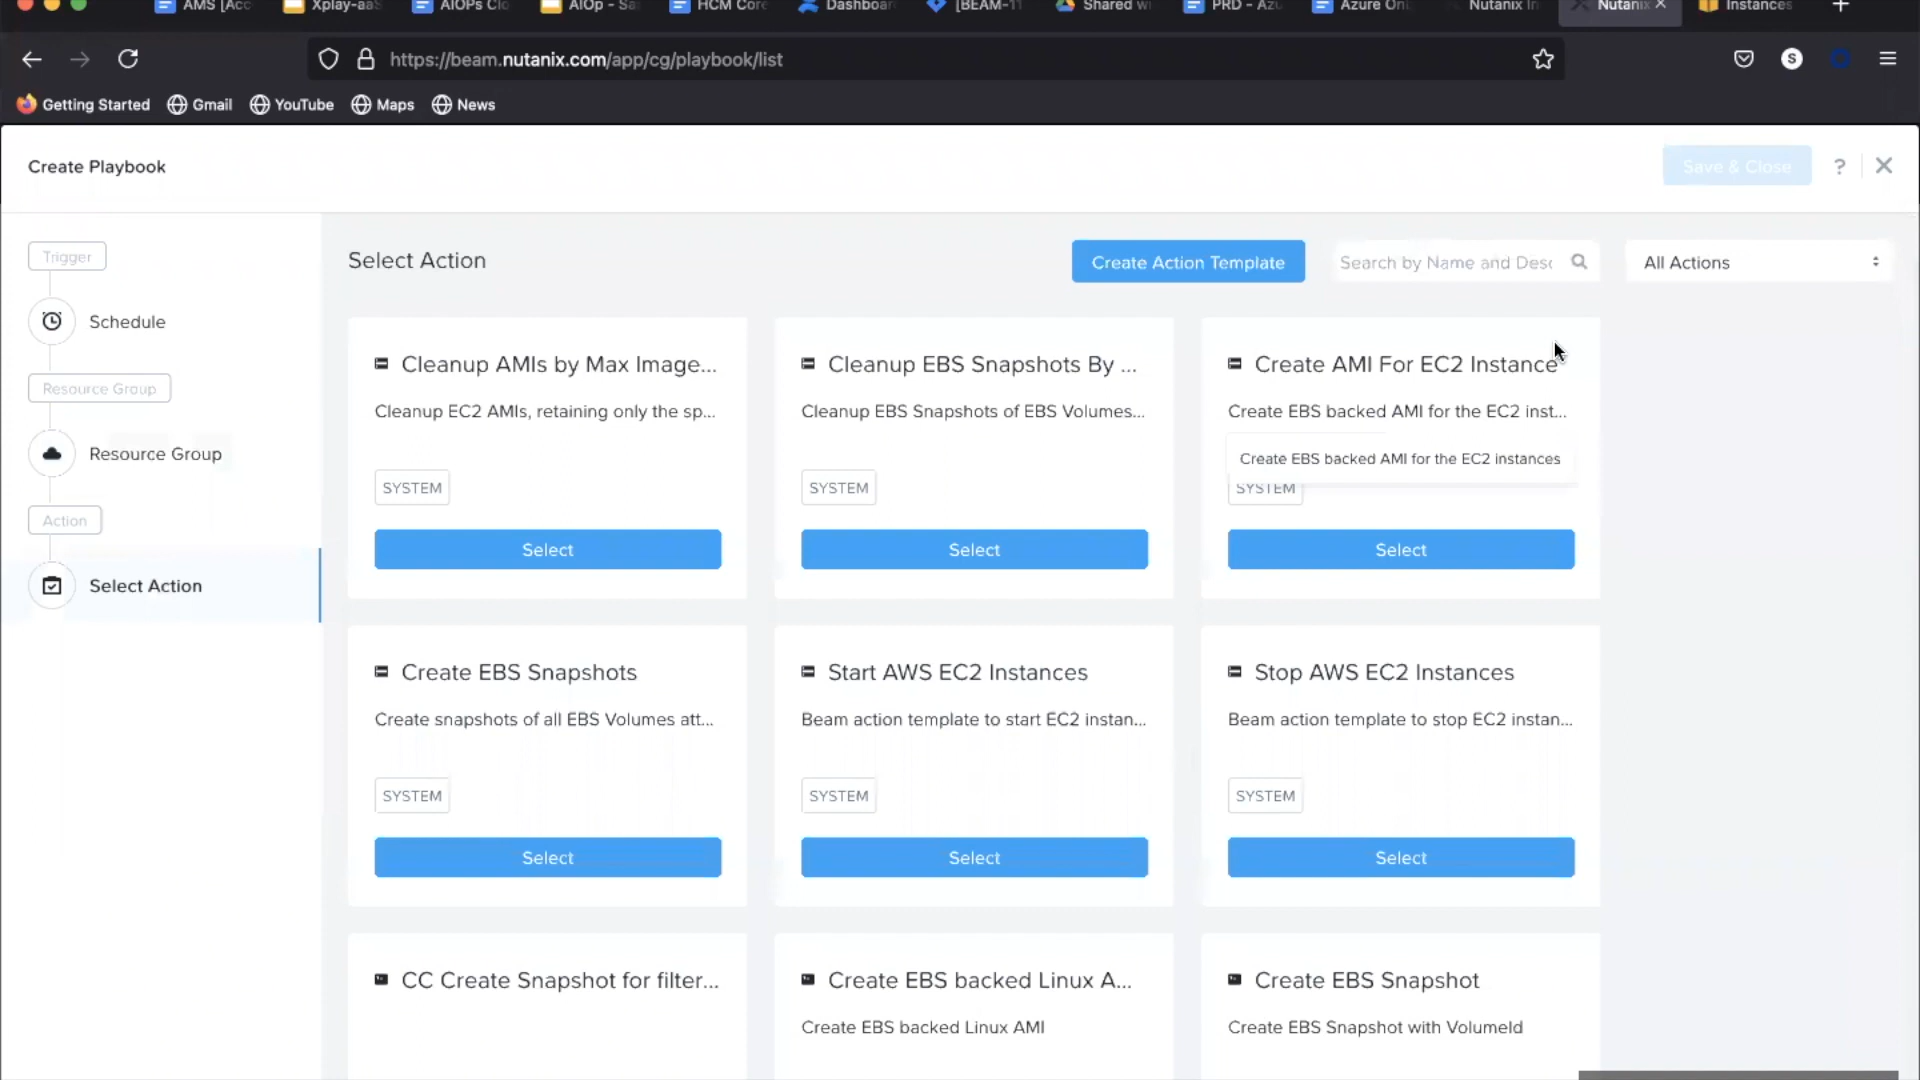 AMS [Acc
Xplay-aaS
AIOPs Clo
AIOp - Sa
HCM Core
Dashboar
[BEAM-11
Shared wi
PRD - Azu
Azure Onl
Nutanix In
Nutanix
Instances
https://beam.nutanix.com/app/cg/playbook/list
S
Getting Started
Gmail
YouTube
Maps
News
Create Playbook
Save & Close
?
Trigger
Schedule
Resource Group
Resource Group
Action
Select Action
Select Action
Create Action Template
Search by Name and Desc
All Actions
Cleanup AMIs by Max Image...
Cleanup EC2 AMIs, retaining only the sp...
SYSTEM
Select
Cleanup EBS Snapshots By ...
Cleanup EBS Snapshots of EBS Volumes...
SYSTEM
Select
Create AMI For EC2 Instance
Create EBS backed AMI for the EC2 inst...
Create EBS backed AMI for the EC2 instances
SYSTEM
Select
Create EBS Snapshots
Create snapshots of all EBS Volumes att...
SYSTEM
Select
Start AWS EC2 Instances
Beam action template to start EC2 instan...
SYSTEM
Select
Stop AWS EC2 Instances
Beam action template to stop EC2 instan...
SYSTEM
Select
CC Create Snapshot for filter...
Create EBS backed Linux A...
Create EBS backed Linux AMI
Create EBS Snapshot
Create EBS Snapshot with VolumeId